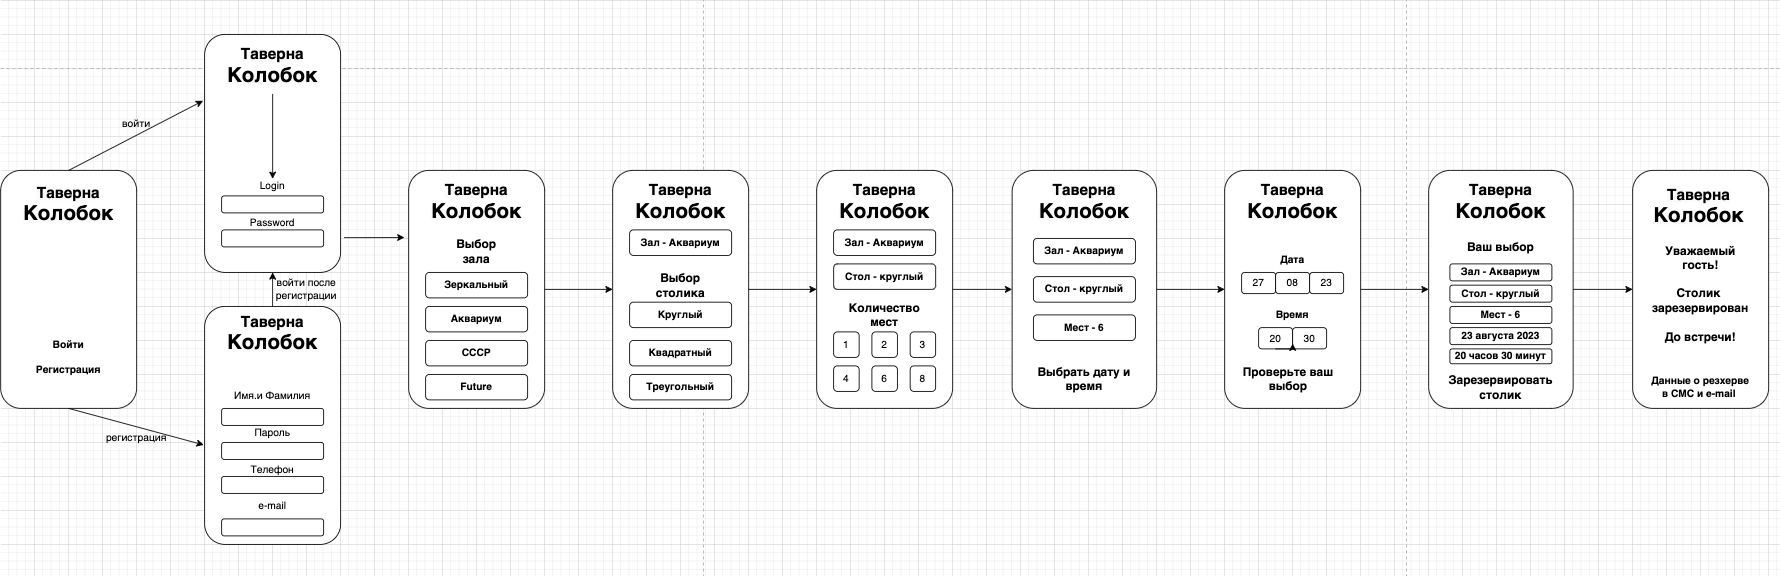 Таверна
Колобок
Войти
Регистрация
войти
регистрация
Таверна
Колобок
Login
Password
войти после
регистрации
Таверна
Колобок
Имя.и Фамилия
Пароль
Телефон
e-mail
Таверна
Колобок
Выбор
зала
Зеркальный
Аквариум
СССР
Future
Таверна
Колобок
Зал - Аквариум
Выбор
столика
Круглый
Квадратный
Треугольный
Таверна
Колобок
Зал - Аквариум
Стол - круглый
Количество
мест
1 2 3
4 6 8
Таверна
Колобок
Зал - Аквариум
Стол - круглый
Мест - 6
Выбрать дату и
время
Таверна
Колобок
Дата
27 08 23
Время
20 30
Проверьте ваш
выбор
Таверна
Колобок
Ваш выбор
Зал - Аквариум
Стол - круглый
Мест - 6
23 августа 2023
20 часов 30 минут
Зарезервировать
столик
Таверна
Колобок
Уважаемый
гость!
Столик
зарезервирован
До встречи!
Данные о резхерве
в СМС и e-mail